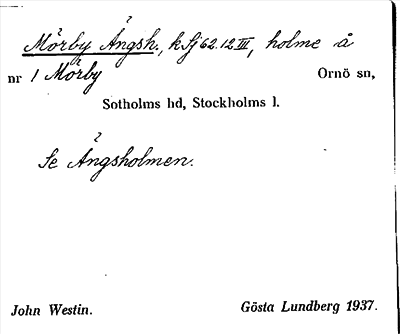 Mörby Ängsh., k Sj 62.12 III, holme å
nr 1 Mörby Ornö sn,
Sotholms hd, Stockholms l.
Se Ängsholmen.
John Westin. Gösta Lundberg 1937.